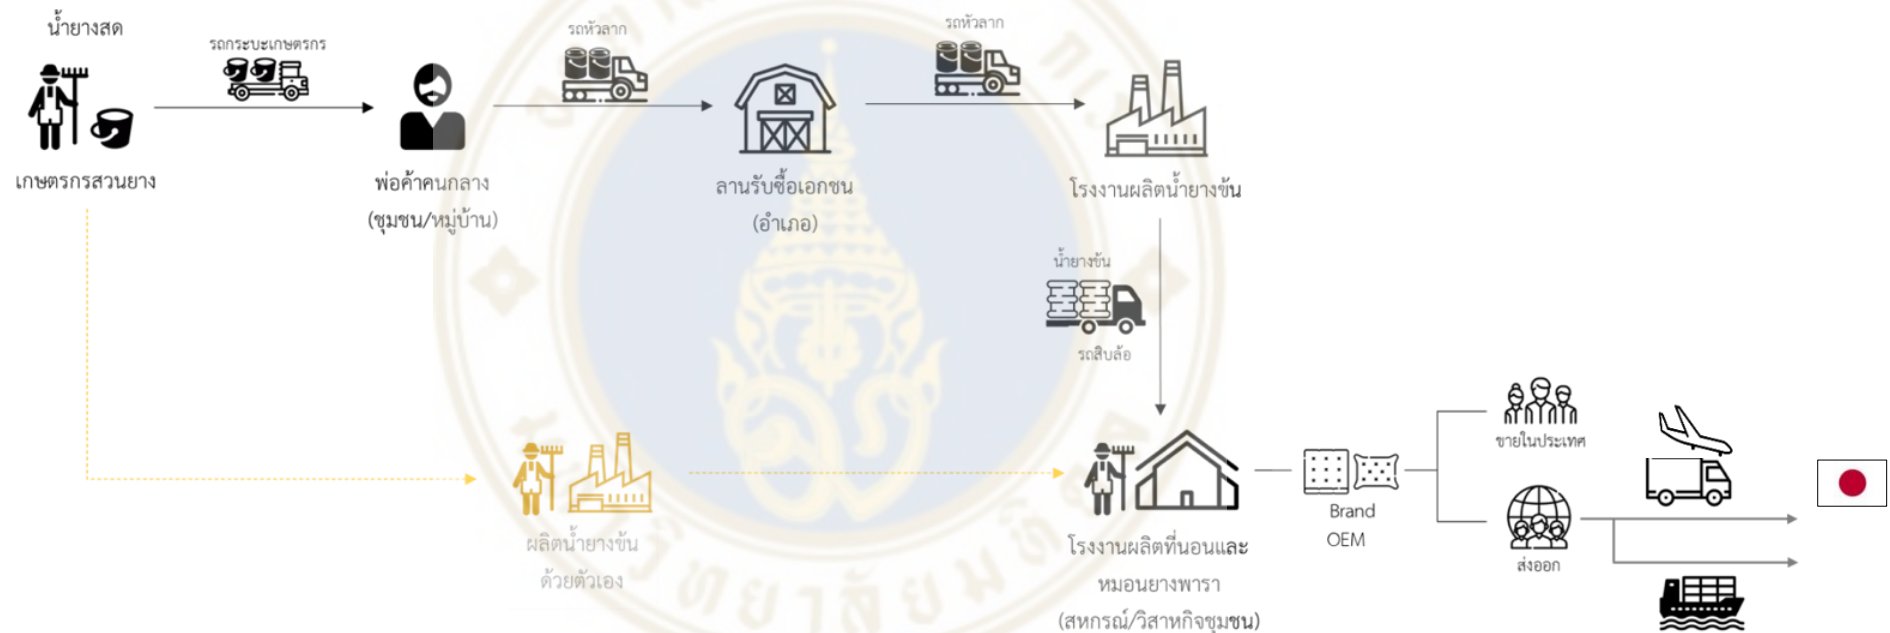 น้ำยางสด
รถกระบะเกษตรกร
รถหัวลาก
รถหัวลาก
เกษตรกรสวนยาง
พ่อค้าคนกลาง
(ชุมชน/หมู่บ้าน)
ลานรับซื้อเอกชน
(อำเภอ)
โรงงานผลิตน้ำยางข้น
น้ำยางข้น
รถสิบล้อ
ผลิตน้ำยางข้น
ด้วยตัวเอง
โรงงานผลิตที่นอนและ
หมอนยางพารา
(สหกรณ์/วิสาหกิจชุมชน)
Brand
OEM
ขายในประเทศ
ส่งออก